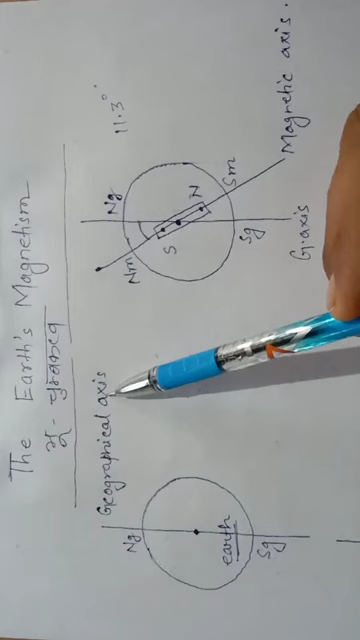 The Earth's Magnetism
भू-चुम्बकत्व
Geographical axis
Ng
earth
Sg
11.3°
Ng
Nm
S
N
Sm
Sg
G.axis
Magnetic axis.